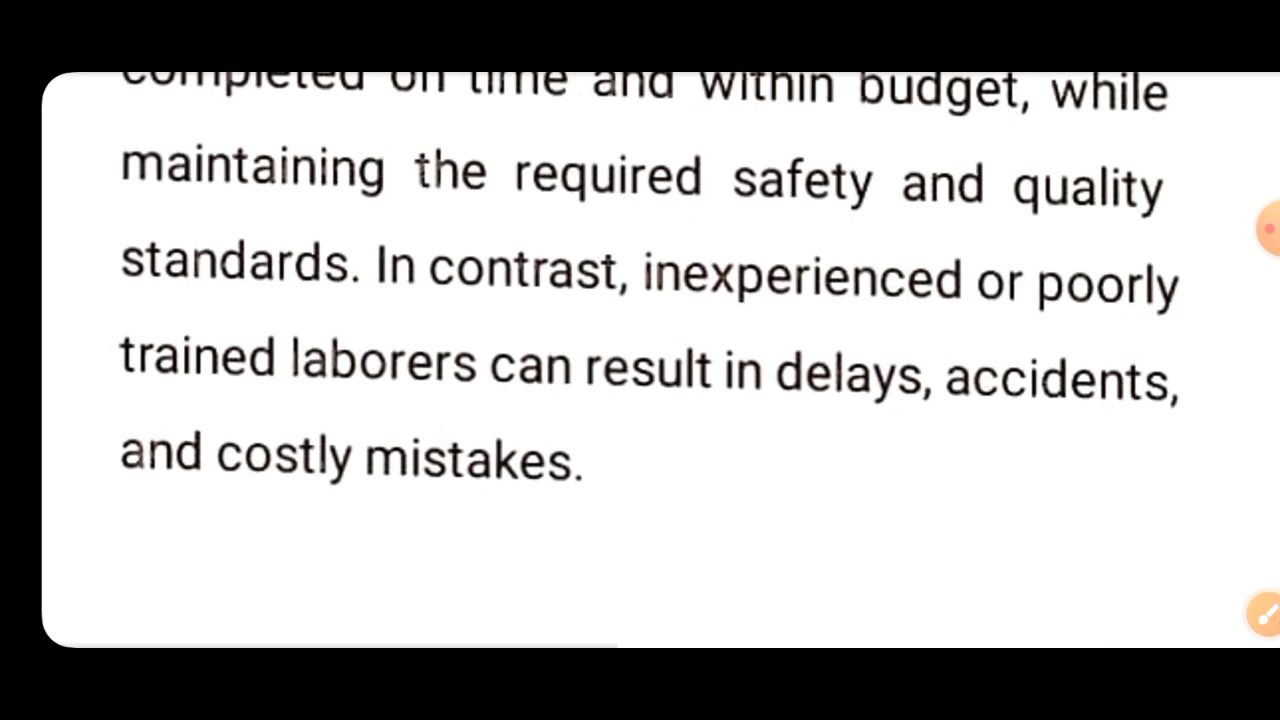 completed on time and within budget, while
maintaining the required safety and quality
standards. In contrast, inexperienced or poorly
trained laborers can result in delays, accidents,
and costly mistakes.